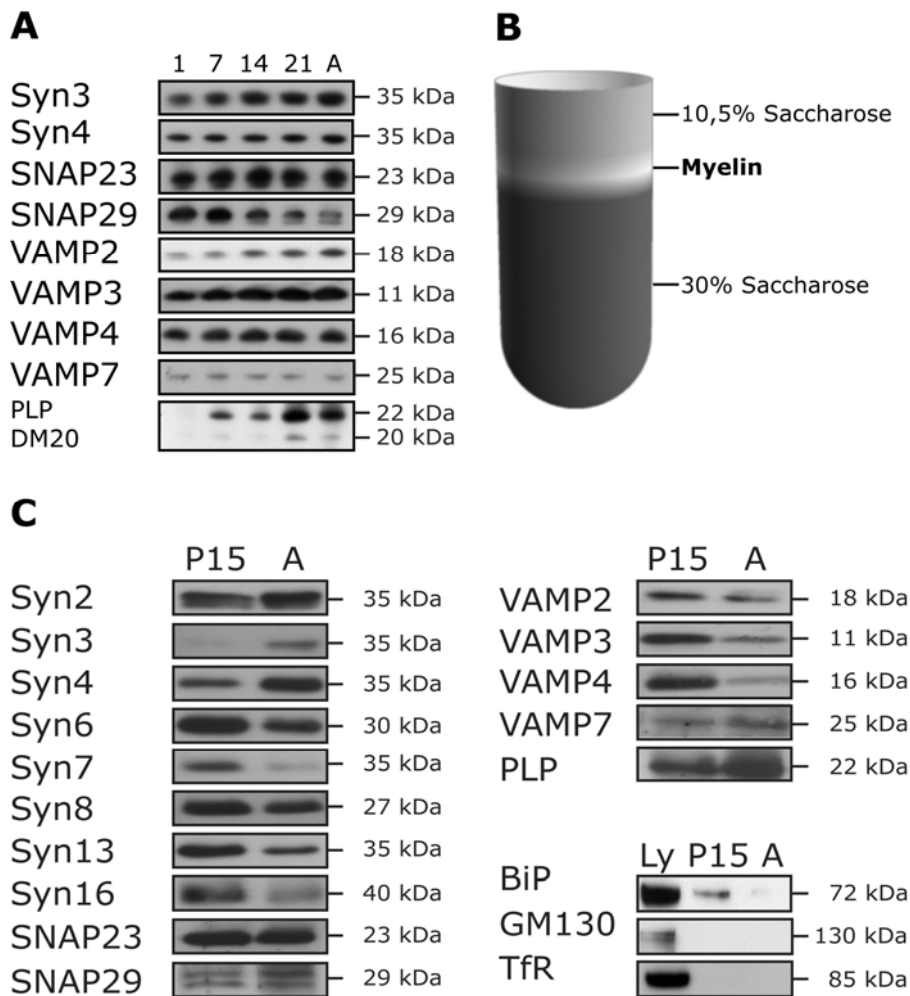 A
1 7 14 21 A
Syn3 35 kDa
Syn4 35 kDa
SNAP23 23 kDa
SNAP29 29 kDa
VAMP2 18 kDa
VAMP3 11 kDa
VAMP4 16 kDa
VAMP7 25 kDa
PLP 22 kDa
DM20 20 kDa
B
10,5% Saccharose
Myelin
30% Saccharose
C
P15 A
Syn2 35 kDa
Syn3 35 kDa
Syn4 35 kDa
Syn6 30 kDa
Syn7 35 kDa
Syn8 27 kDa
Syn13 35 kDa
Syn16 40 kDa
SNAP23 23 kDa
SNAP29 29 kDa
P15 A
VAMP2 18 kDa
VAMP3 11 kDa
VAMP4 16 kDa
VAMP7 25 kDa
PLP 22 kDa
Ly P15 A
BiP 72 kDa
GM130 130 kDa
TfR 85 kDa